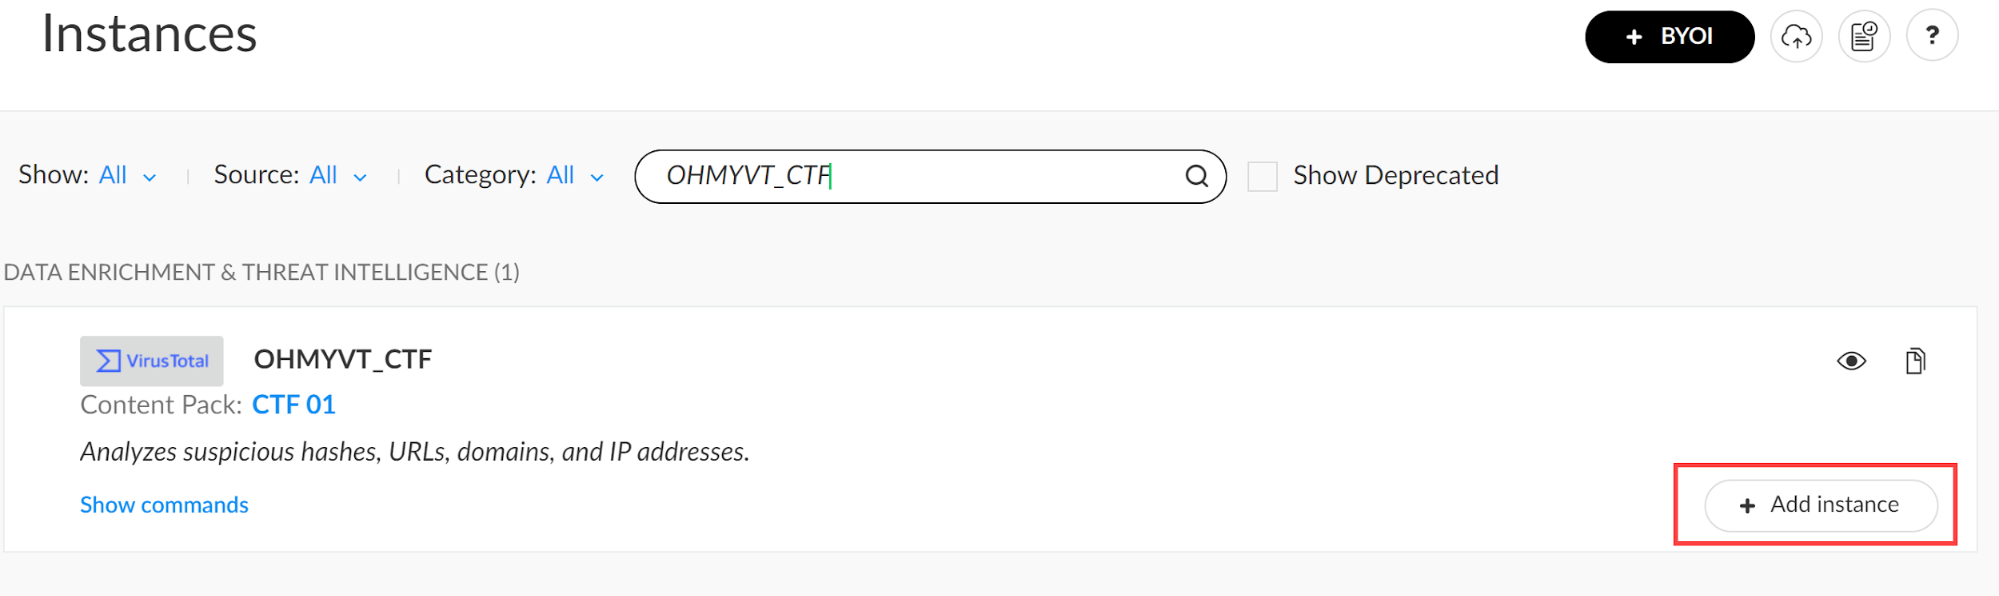 Instances
+ BYOI
?
Show: All Source: All Category: All OHMYVT_CTF Show Deprecated
DATA ENRICHMENT & THREAT INTELLIGENCE (1)
VirusTotal OHMYVT_CTF
Content Pack: CTF 01
Analyzes suspicious hashes, URLs, domains, and IP addresses.
Show commands
+ Add instance